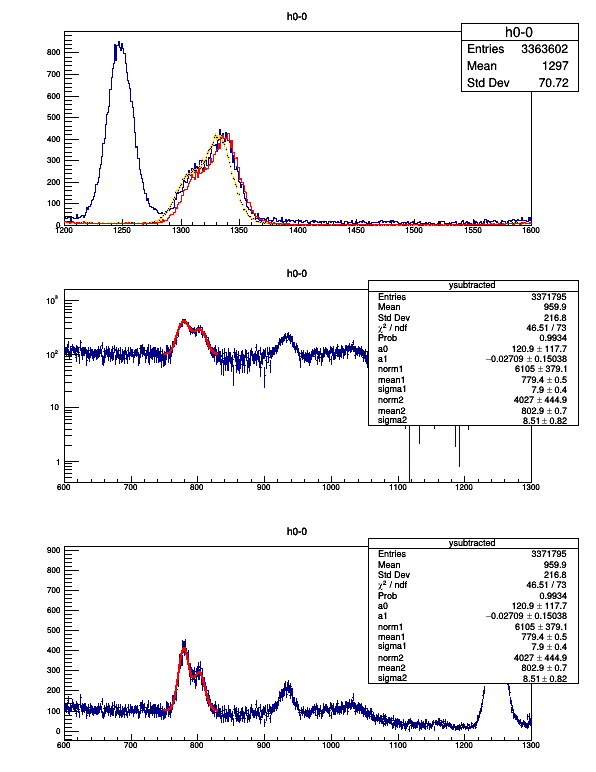 h0-0
h0-0
Entries 3363602
Mean 1297
Std Dev 70.72
800
700
600
500
400
300
200
100
0
1200 1250 1300 1350 1400 1450 1500 1550 1600
h0-0
ysubtracted
Entries 3371795
Mean 959.9
Std Dev 216.8
χ² / ndf 46.51 / 73
Prob 0.9934
a0 120.9 ± 117.7
a1 −0.02709 ± 0.15038
norm1 6105 ± 379.1
mean1 779.4 ± 0.5
sigma1 7.9 ± 0.4
norm2 4027 ± 444.9
mean2 802.9 ± 0.7
sigma2 8.51 ± 0.82
10³
10²
10
1
600 700 800 900 1000 1100 1200 1300
h0-0
ysubtracted
Entries 3371795
Mean 959.9
Std Dev 216.8
χ² / ndf 46.51 / 73
Prob 0.9934
a0 120.9 ± 117.7
a1 −0.02709 ± 0.15038
norm1 6105 ± 379.1
mean1 779.4 ± 0.5
sigma1 7.9 ± 0.4
norm2 4027 ± 444.9
mean2 802.9 ± 0.7
sigma2 8.51 ± 0.82
900
800
700
600
500
400
300
200
100
0
600 700 800 900 1000 1100 1200 1300